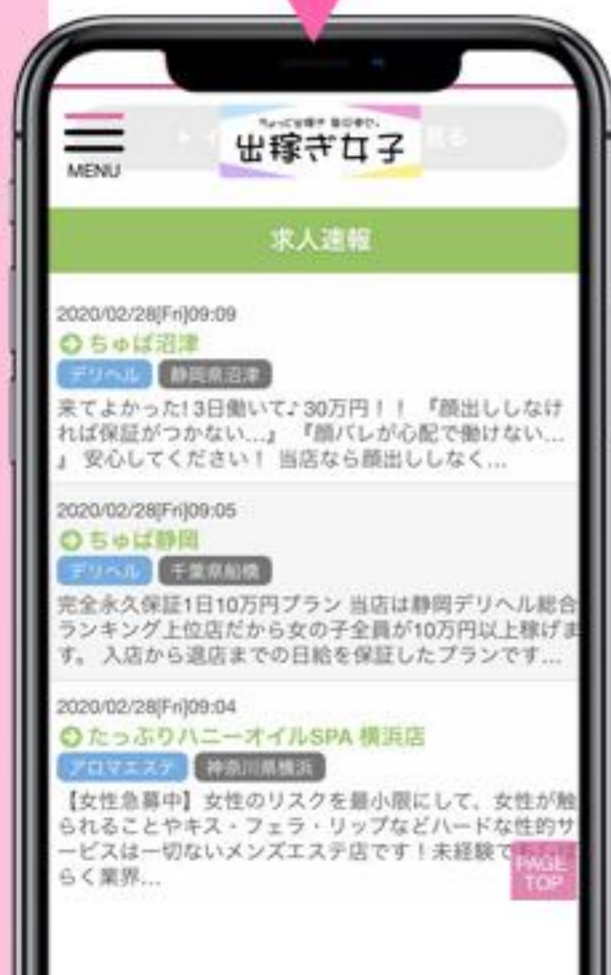 MENU
出稼ぎ女子
求人速報
2020/02/28[Fri]09:09
ちゅぱ沼津
デリヘル 静岡県沼津
来てよかった!3日働いて♪30万円!! 『顔出ししなけ
れば保証がつかない...』 『顔バレが心配で働けない...
』 安心してください! 当店なら顔出ししなく...
2020/02/28[Fri]09:05
ちゅぱ静岡
デリヘル 千葉県船橋
完全永久保証1日10万円プラン 当店は静岡デリヘル総合
ランキング上位店だから女の子全員が10万円以上稼げま
す。 入店から退店までの日給を保証したプランです...
2020/02/28[Fri]09:04
たっぷりハニーオイルSPA 横浜店
アロマエステ 神奈川県横浜
【女性急募中】女性のリスクを最小限にして、女性が触
られることやキス・フェラ・リップなどハードな性的サ
ービスは一切ないメンズエステ店です!未経験で
らく業界...
PAGE
TOP